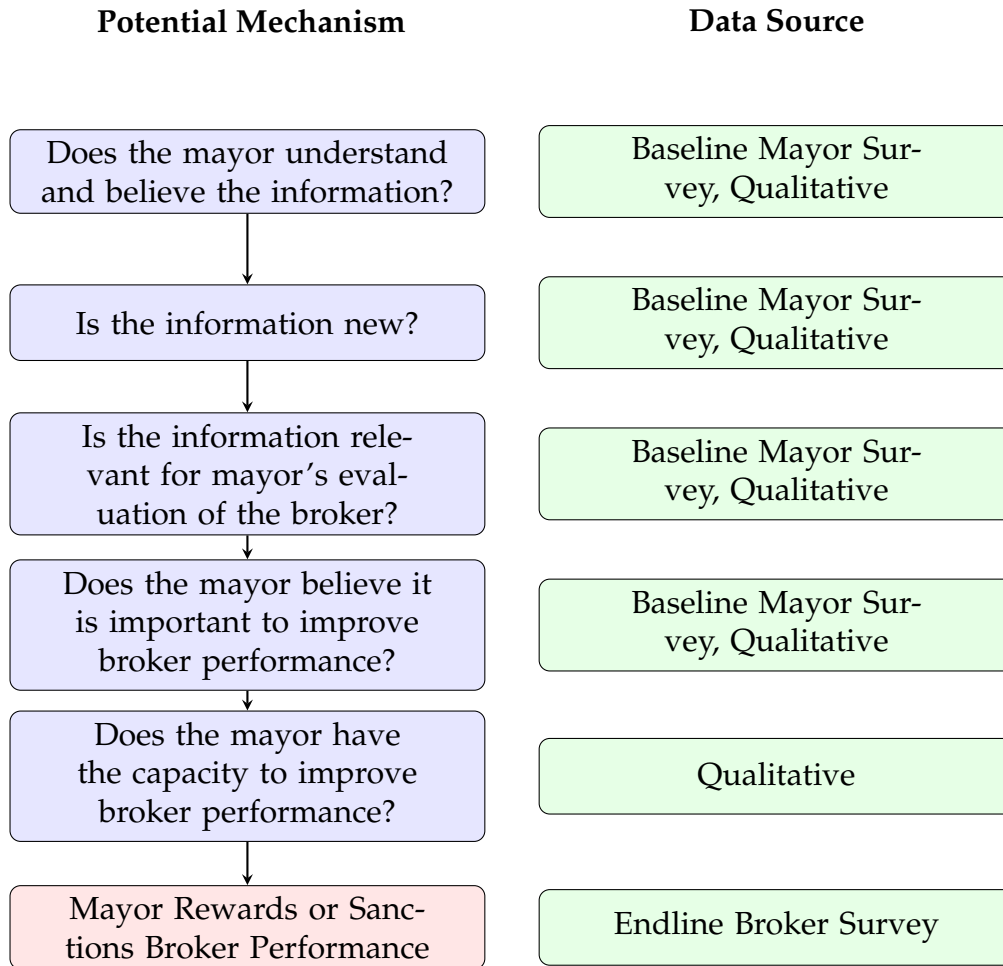 Potential Mechanism
Data Source
Does the mayor understand
and believe the information?
Baseline Mayor Sur-
vey, Qualitative
Is the information new?
Baseline Mayor Sur-
vey, Qualitative
Is the information rele-
vant for mayor's eval-
uation of the broker?
Baseline Mayor Sur-
vey, Qualitative
Does the mayor believe it
is important to improve
broker performance?
Baseline Mayor Sur-
vey, Qualitative
Does the mayor have
the capacity to improve
broker performance?
Qualitative
Mayor Rewards or Sanc-
tions Broker Performance
Endline Broker Survey